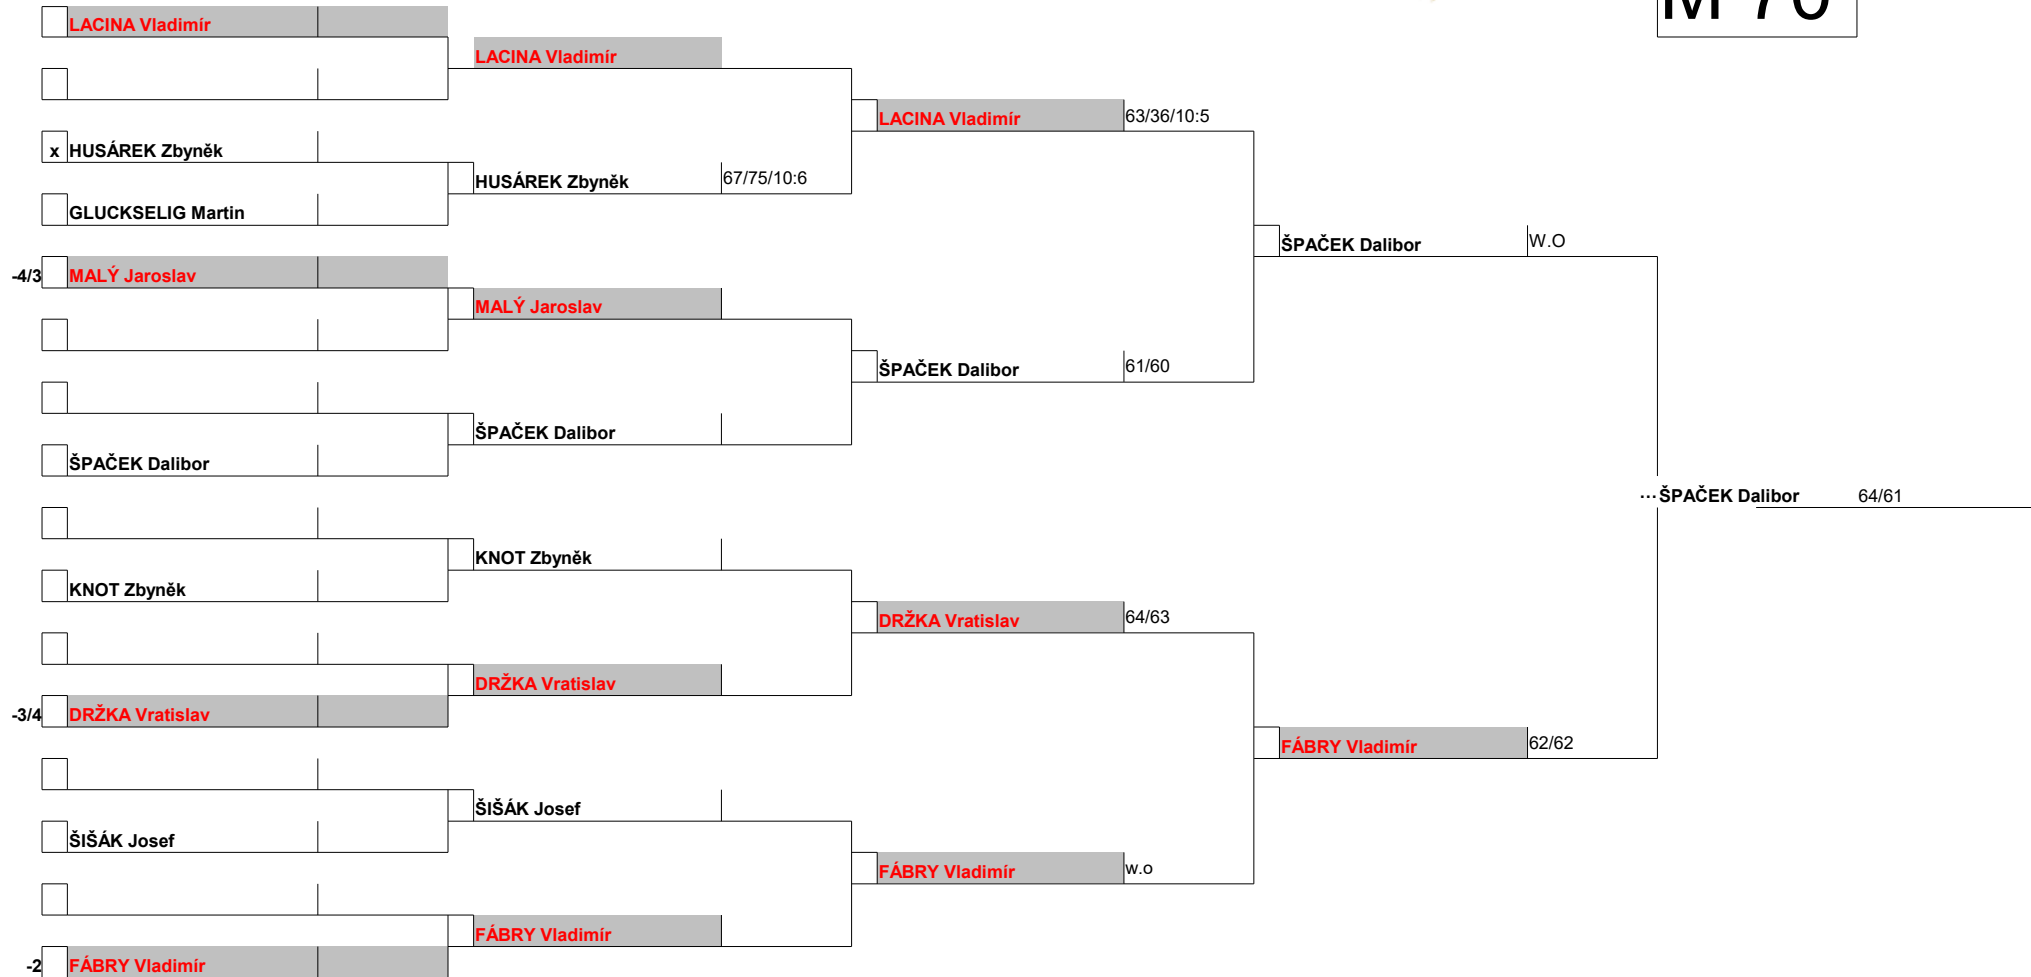 M 70
LACINA Vladimír
LACINA Vladimír
LACINA Vladimír 63/36/10:5
x HUSÁREK Zbyněk
HUSÁREK Zbyněk 67/75/10:6
GLUCKSELIG Martin
ŠPAČEK Dalibor W.O
-4/3 MALÝ Jaroslav
MALÝ Jaroslav
ŠPAČEK Dalibor 61/60
ŠPAČEK Dalibor
ŠPAČEK Dalibor
...ŠPAČEK Dalibor 64/61
KNOT Zbyněk
KNOT Zbyněk
DRŽKA Vratislav 64/63
DRŽKA Vratislav
-3/4 DRŽKA Vratislav
FÁBRY Vladimír 62/62
ŠIŠÁK Josef
ŠIŠÁK Josef
FÁBRY Vladimír w.o
FÁBRY Vladimír
-2 FÁBRY Vladimír